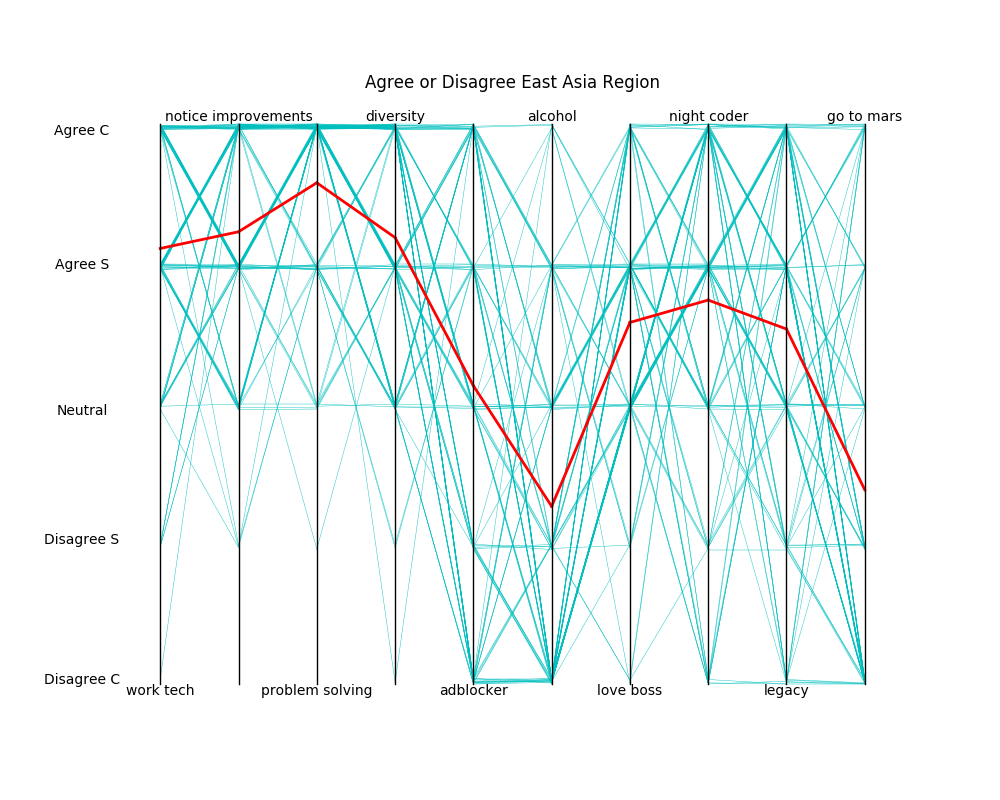 Agree or Disagree East Asia Region
notice improvements diversity alcohol night coder go to mars
Agree C
Agree S
Neutral
Disagree S
Disagree C
work tech problem solving adblocker love boss legacy